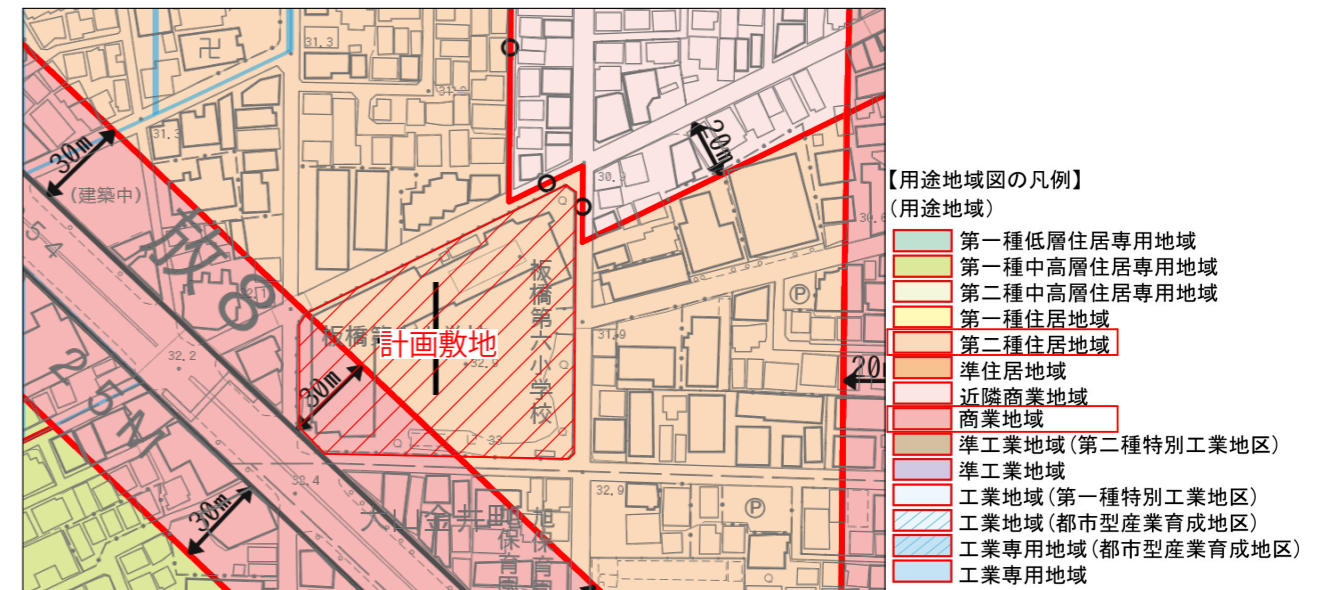 31.3
31.3
30m
(建築中)
54
板8
20m
30.9
30.6
板橋第六小学校
計画敷地
32.9
32.2
30m
33
31.9
P
20m
32.4
大山金井町
旭保育園
32.9
P
25m
30m
【用途地域図の凡例】
(用途地域)
第一種低層住居専用地域
第一種中高層住居専用地域
第二種中高層住居専用地域
第一種住居地域
第二種住居地域
準住居地域
近隣商業地域
商業地域
準工業地域(第二種特別工業地区)
準工業地域
工業地域(第一種特別工業地区)
工業地域(都市型産業育成地区)
工業専用地域(都市型産業育成地区)
工業専用地域